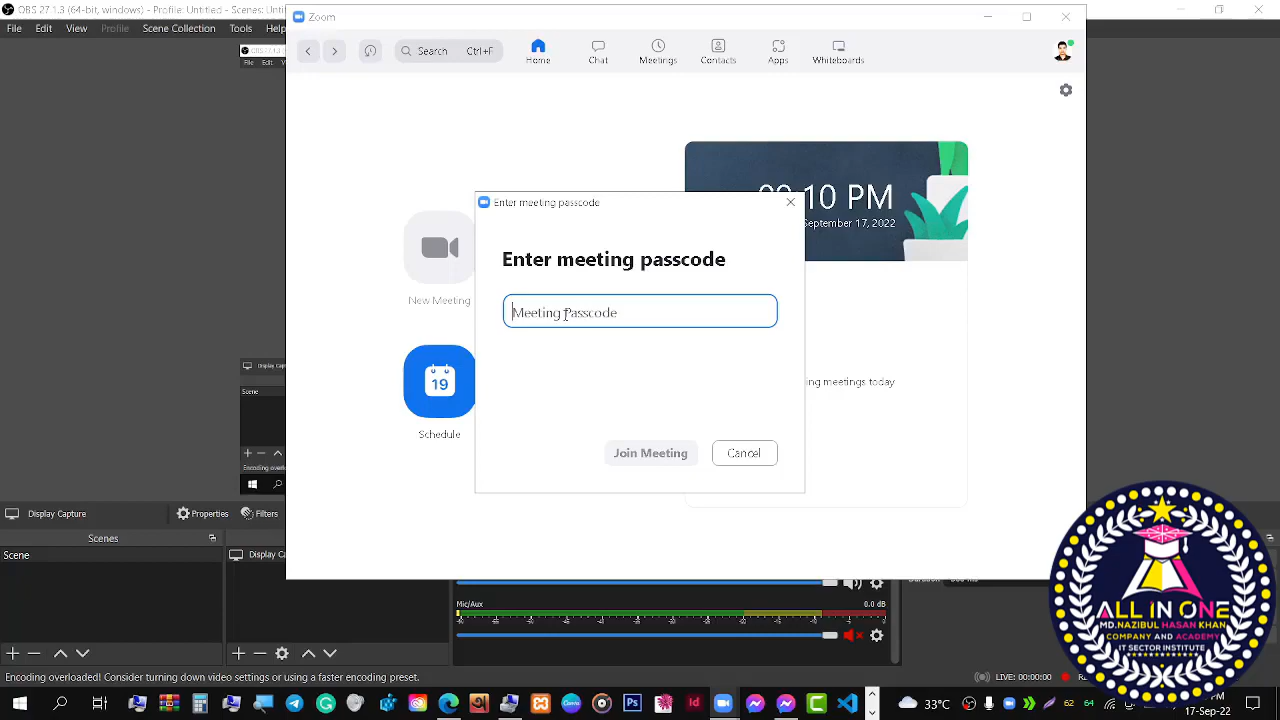 OBS 27.1.3 (64-bit, windows) - Profile: Untitled - Scenes:
Zoom
File
Edit
View
Profile
Search
Ctrl+F
Home
Chat
Meetings
Contacts
Apps
Whiteboards
10 PM
September 17, 2022
Enter meeting passcode
Enter meeting passcode
Meeting Passcode
New Meeting
19
Schedule
ing meetings today
Join Meeting
Cancel
Display Capture
Properties
Filters
Scenes
Scene
Display Ca
Mic/Aux
0.0 dB
ALL IN ONE
MD.NAZIBUL HASAN KHAN
COMPANY AND ACADEMY
IT SECTOR INSTITUTE
Encoding overloaded! Consider turning down video settings or using a faster encoding preset.
LIVE: 00:00:00
33°C
17-Sep-22